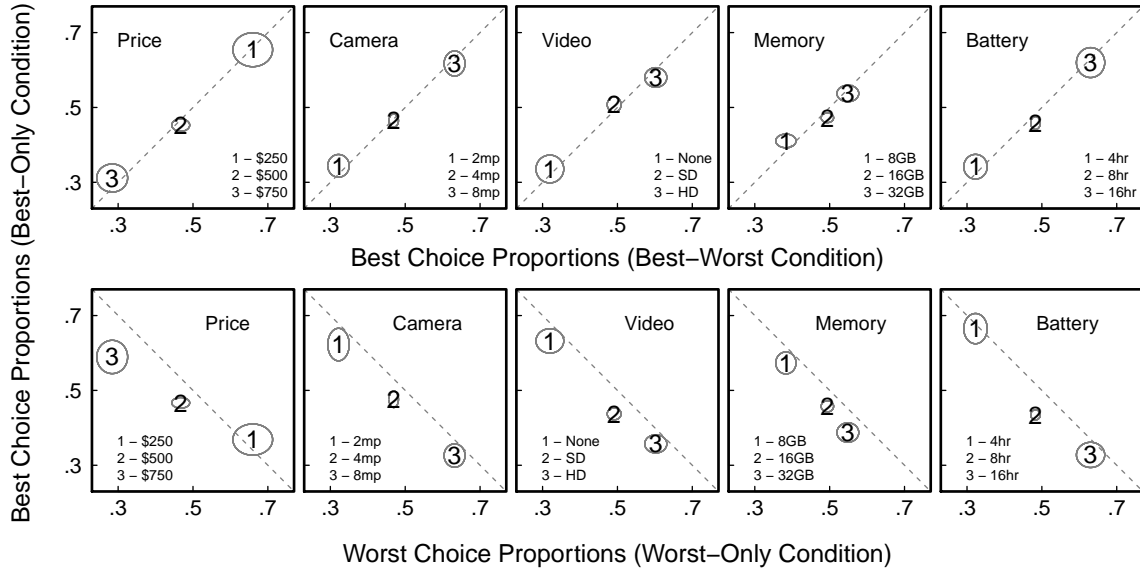 Best Choice Proportions (Best−Only Condition)
.7
.5
.3
Price
1
2
3
1 – $250
2 – $500
3 – $750
.3 .5 .7
Camera
3
2
1
1 – 2mp
2 – 4mp
3 – 8mp
.3 .5 .7
Video
3
2
1
1 – None
2 – SD
3 – HD
.3 .5 .7
Memory
3
2
1
1 – 8GB
2 – 16GB
3 – 32GB
.3 .5 .7
Battery
3
2
1
1 – 4hr
2 – 8hr
3 – 16hr
.3 .5 .7
Best Choice Proportions (Best−Worst Condition)
.7
.5
.3
Price
3
2
1
1 – $250
2 – $500
3 – $750
.3 .5 .7
Camera
1
2
3
1 – 2mp
2 – 4mp
3 – 8mp
.3 .5 .7
Video
1
2
3
1 – None
2 – SD
3 – HD
.3 .5 .7
Memory
1
2
3
1 – 8GB
2 – 16GB
3 – 32GB
.3 .5 .7
Battery
1
2
3
1 – 4hr
2 – 8hr
3 – 16hr
.3 .5 .7
Worst Choice Proportions (Worst−Only Condition)